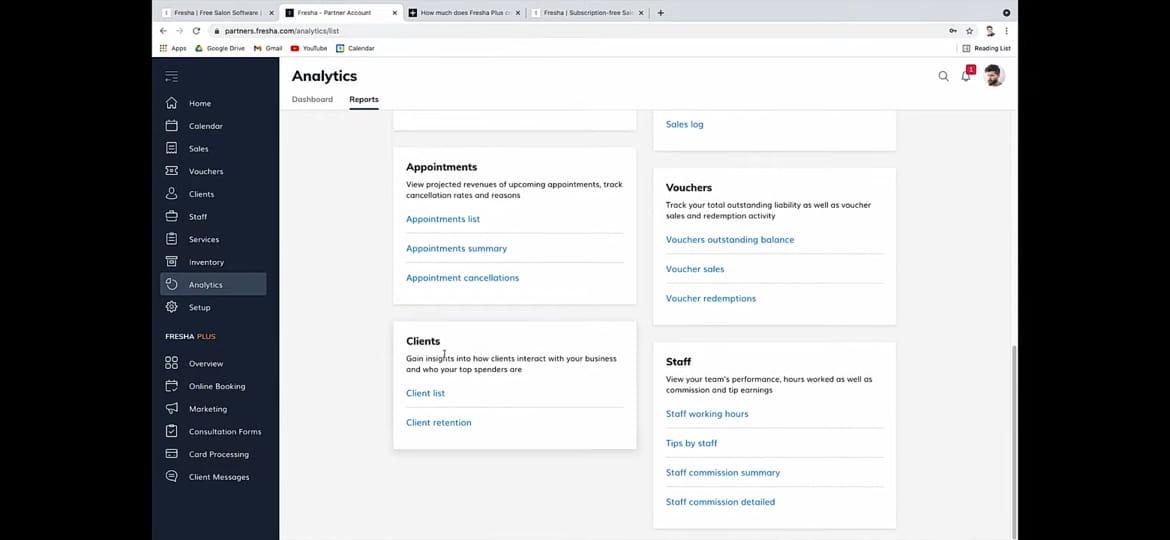 Fresha | Free Salon Software |
Fresha - Partner Account
How much does Fresha Plus c
Fresha | Subscription-free Sal
partners.fresha.com/analytics/list
Apps
Google Drive
Gmail
YouTube
Calendar
Reading List
Analytics
1
Dashboard
Reports
Home
Calendar
Sales
Vouchers
Clients
Staff
Services
Inventory
Analytics
Setup
FRESHA PLUS
Overview
Online Booking
Marketing
Consultation Forms
Card Processing
Client Messages
Appointments
View projected revenues of upcoming appointments, track
cancellation rates and reasons
Appointments list
Appointments summary
Appointment cancellations
Clients
Gain insights into how clients interact with your business
and who your top spenders are
Client list
Client retention
Sales log
Vouchers
Track your total outstanding liability as well as voucher
sales and redemption activity
Vouchers outstanding balance
Voucher sales
Voucher redemptions
Staff
View your team's performance, hours worked as well as
commission and tip earnings
Staff working hours
Tips by staff
Staff commission summary
Staff commission detailed